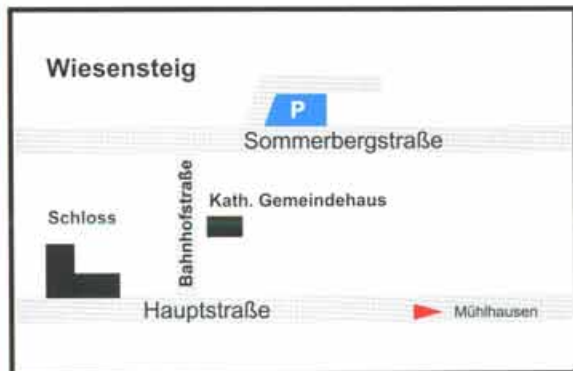 Wiesensteig
P
Sommerbergstraße
Bahnhofstraße
Kath. Gemeindehaus
Schloss
Hauptstraße
Mühlhausen